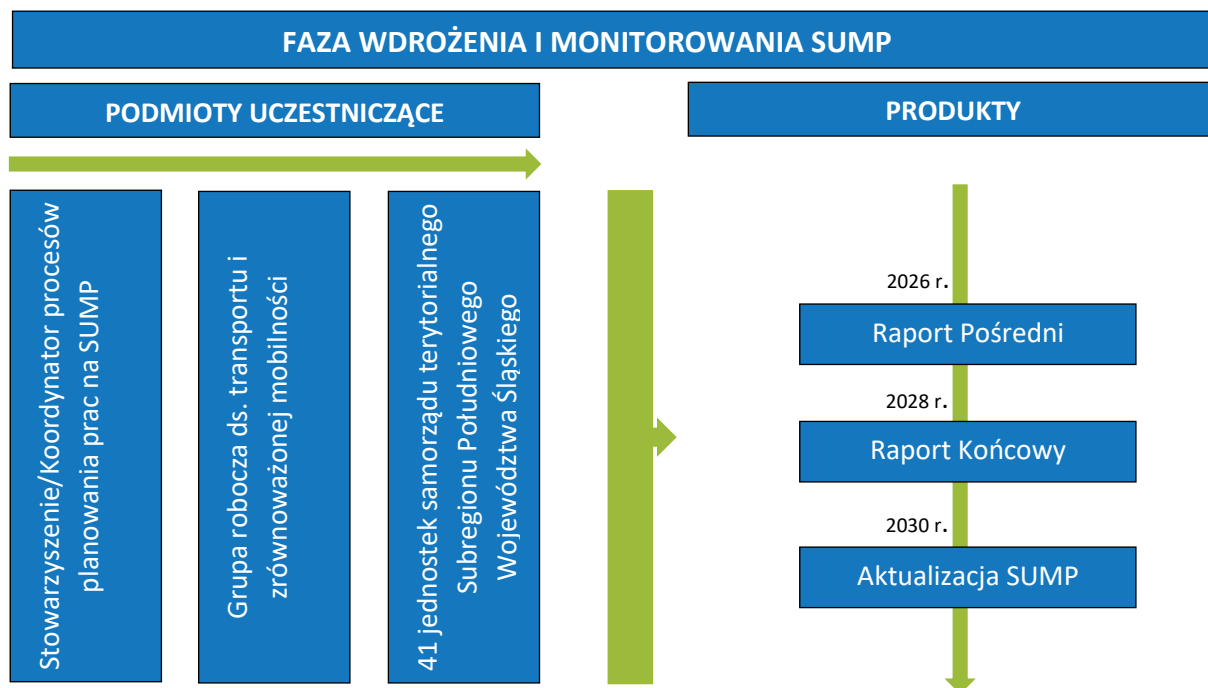 FAZA WDROŻENIA I MONITOROWANIA SUMP
PODMIOTY UCZESTNICZĄCE
PRODUKTY
Stowarzyszenie/Koordynator procesów
planowania prac na SUMP
Grupa robocza ds. transportu i
zrównoważonej mobilności
41 jednostek samorządu terytorialnego
Subregionu Południowego
Województwa Śląskiego
2026 r.
Raport Pośredni
2028 r.
Raport Końcowy
2030 r.
Aktualizacja SUMP